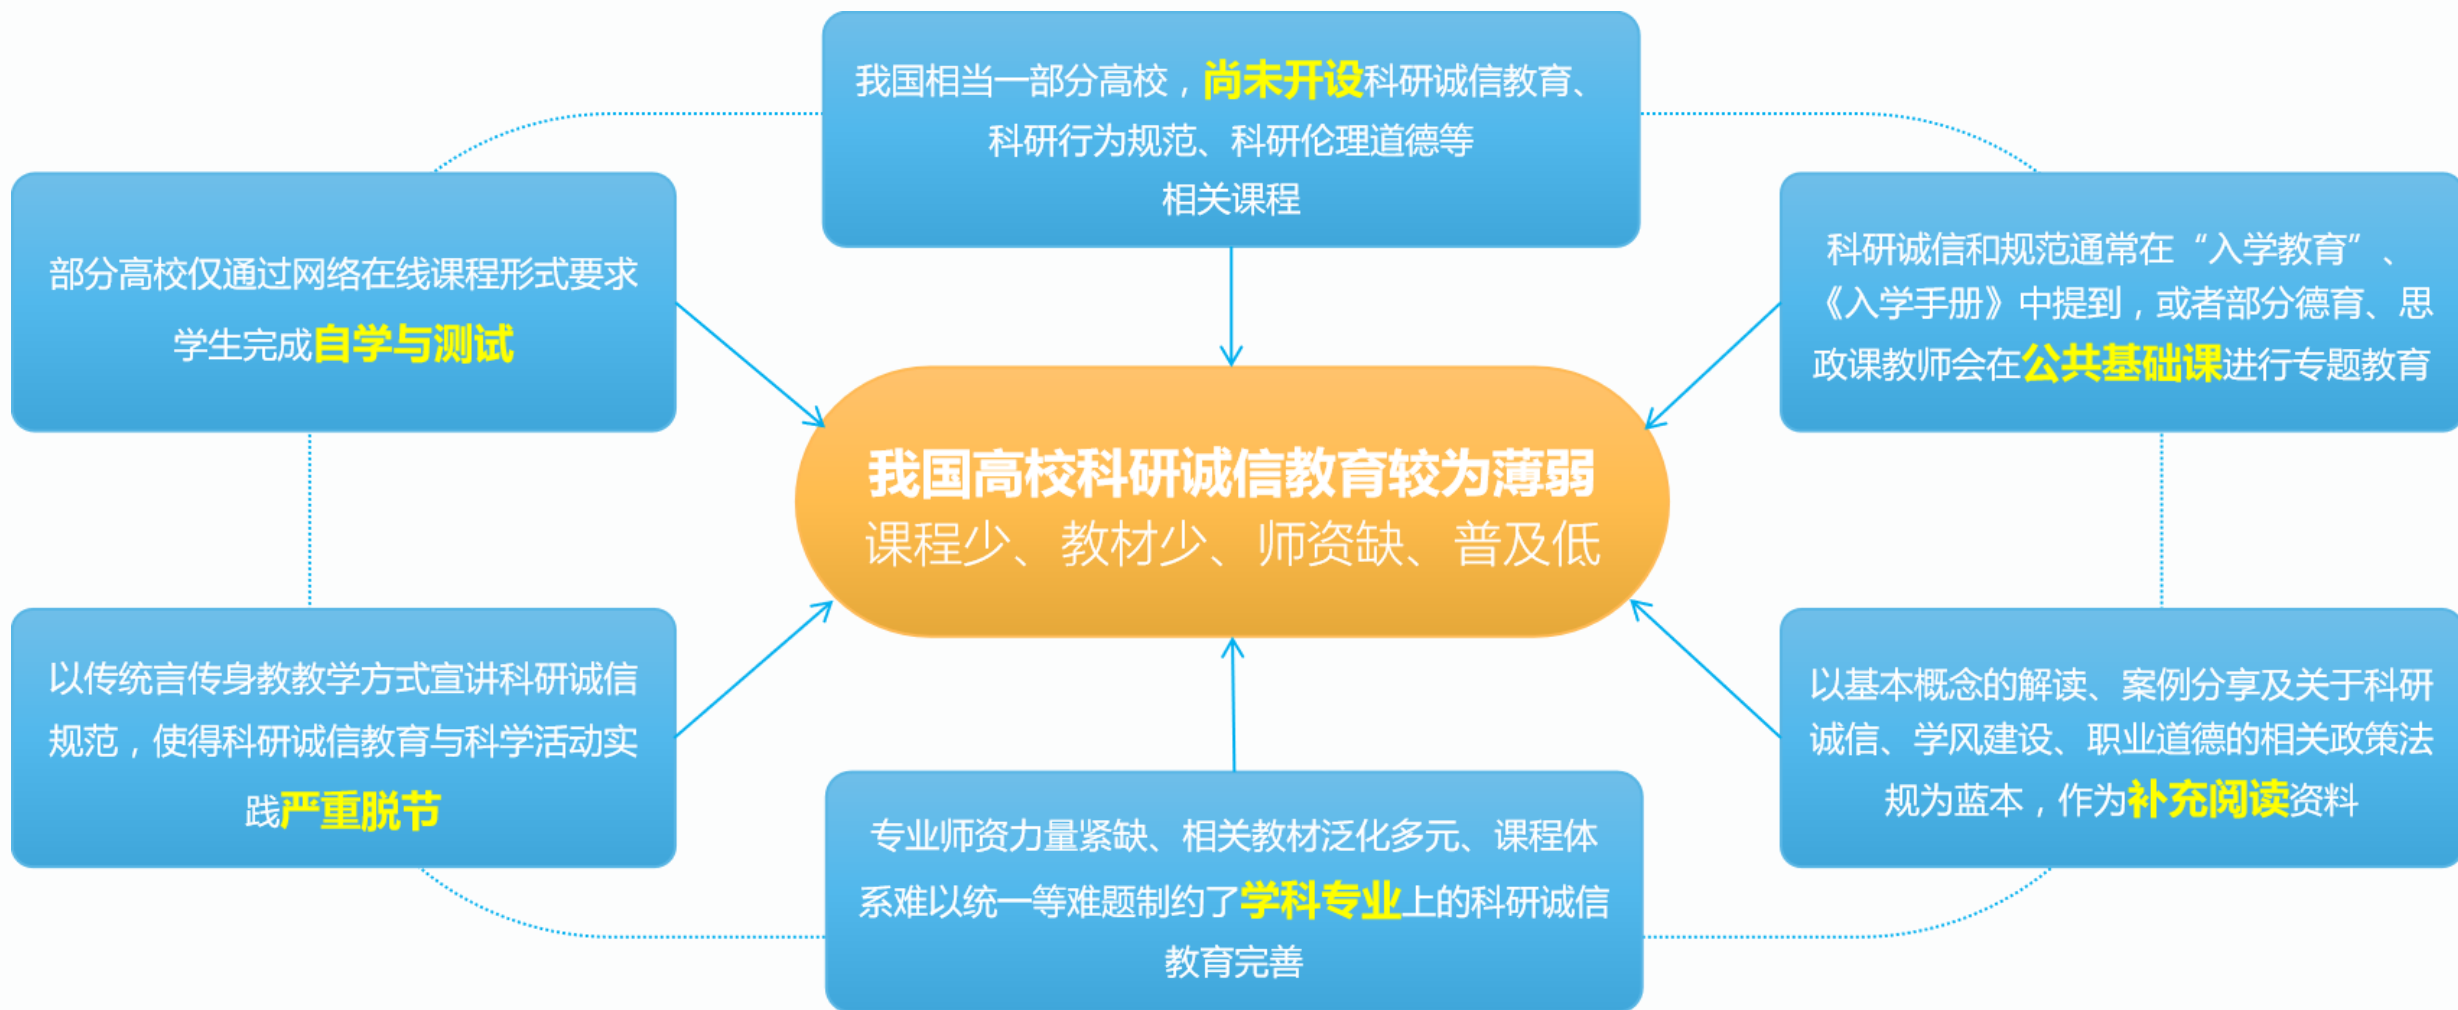 我国相当一部分高校，尚未开设科研诚信教育、
科研行为规范、科研伦理道德等
相关课程
部分高校仅通过网络在线课程形式要求
学生完成自学与测试
科研诚信和规范通常在“入学教育”、
《入学手册》中提到，或者部分德育、思
政课教师会在公共基础课进行专题教育
我国高校科研诚信教育较为薄弱
课程少、教材少、师资缺、普及低
以传统言传身教教学方式宣讲科研诚信
规范，使得科研诚信教育与科学活动实
践严重脱节
以基本概念的解读、案例分享及关于科研
诚信、学风建设、职业道德的相关政策法
规为蓝本，作为补充阅读资料
专业师资力量紧缺、相关教材泛化多元、课程体
系难以统一等难题制约了学科专业上的科研诚信
教育完善